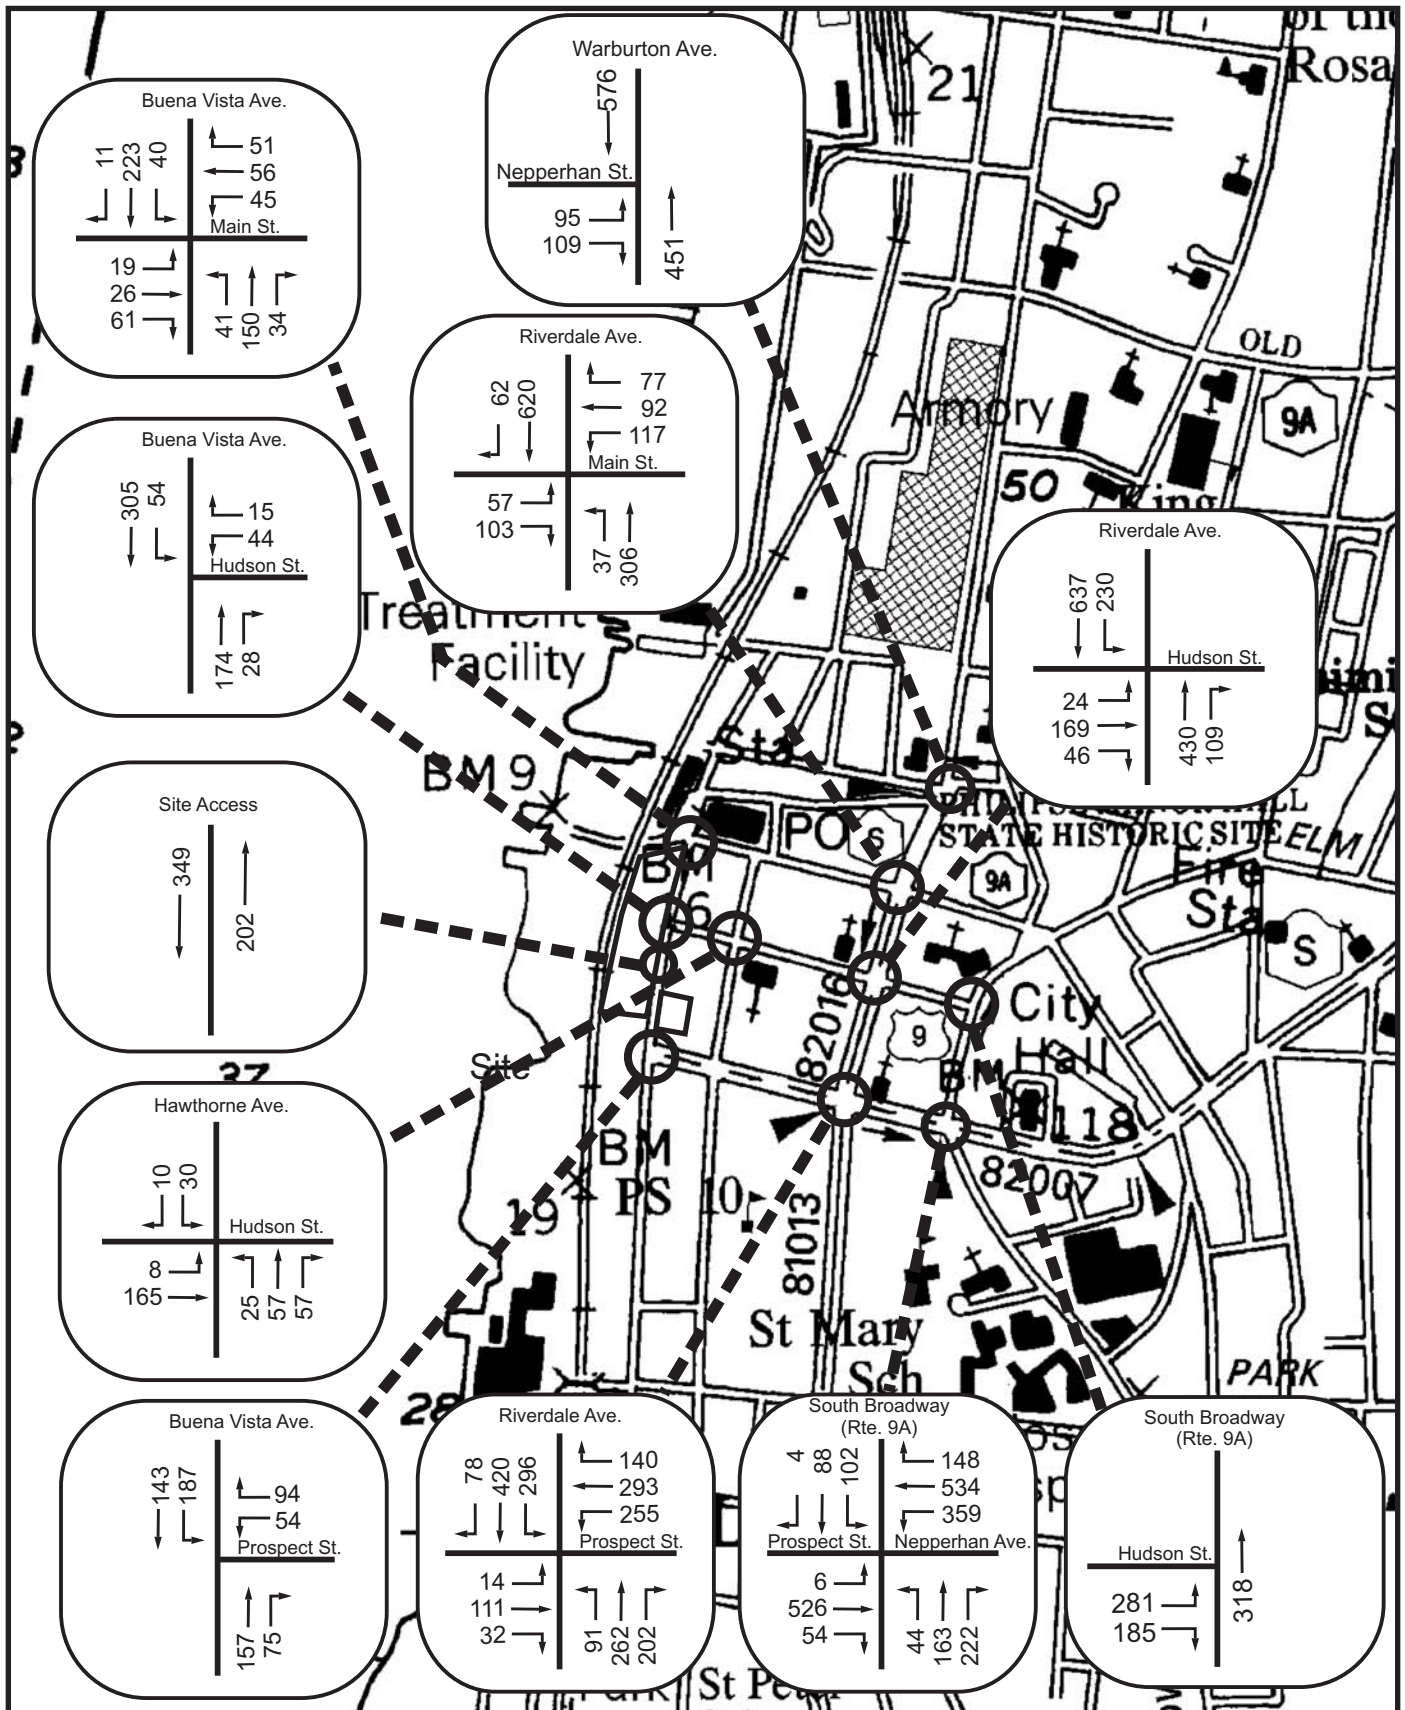 of the
Rosa
21
Warburton Ave.
576
Nepperhan St.
95
109
451
Buena Vista Ave.
11
223
40
51
56
45
Main St.
19
26
61
41
150
34
Riverdale Ave.
62
620
77
92
117
Main St.
57
103
37
306
OLD
9A
Armory
50
King
Buena Vista Ave.
305
54
15
44
Hudson St.
174
28
Treatment
Facility
Riverdale Ave.
637
230
Hudson St.
24
169
46
430
109
Sta
BM 9
PO
S
STATE HISTORIC SITE
ELM
9A
Fire
Sta
S
BM
6
Site Access
349
202
City
Hall
9
82016
BM
118
82007
37
Site
Hawthorne Ave.
10
30
Hudson St.
8
165
25
57
57
BM
19
PS 10
81013
St Mary
Sch
PARK
28
Buena Vista Ave.
143
187
94
54
Prospect St.
157
75
Riverdale Ave.
78
420
296
140
293
255
Prospect St.
14
111
32
91
262
202
South Broadway
(Rte. 9A)
4
88
102
148
534
359
Prospect St.
Nepperhan Ave.
6
526
54
44
163
222
South Broadway
(Rte. 9A)
Hudson St.
281
185
318
Park
St Peter